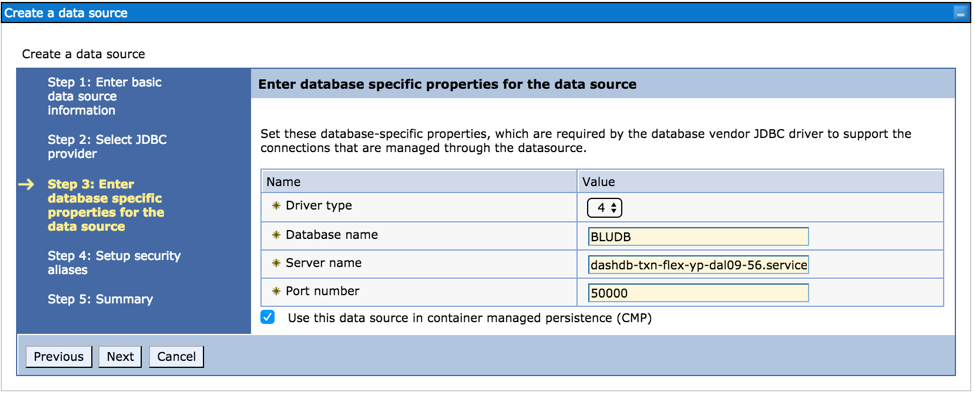 Create a data source
Create a data source
Step 1: Enter basic
data source
information
Step 2: Select JDBC
provider
Step 3: Enter
database specific
properties for the
data source
Step 4: Setup security
aliases
Step 5: Summary
Enter database specific properties for the data source
Set these database-specific properties, which are required by the database vendor JDBC driver to support the
connections that are managed through the datasource.
Name Value
Driver type 4
Database name BLUDB
Server name dashdb-txn-flex-yp-dal09-56.service
Port number 50000
Use this data source in container managed persistence (CMP)
Previous Next Cancel